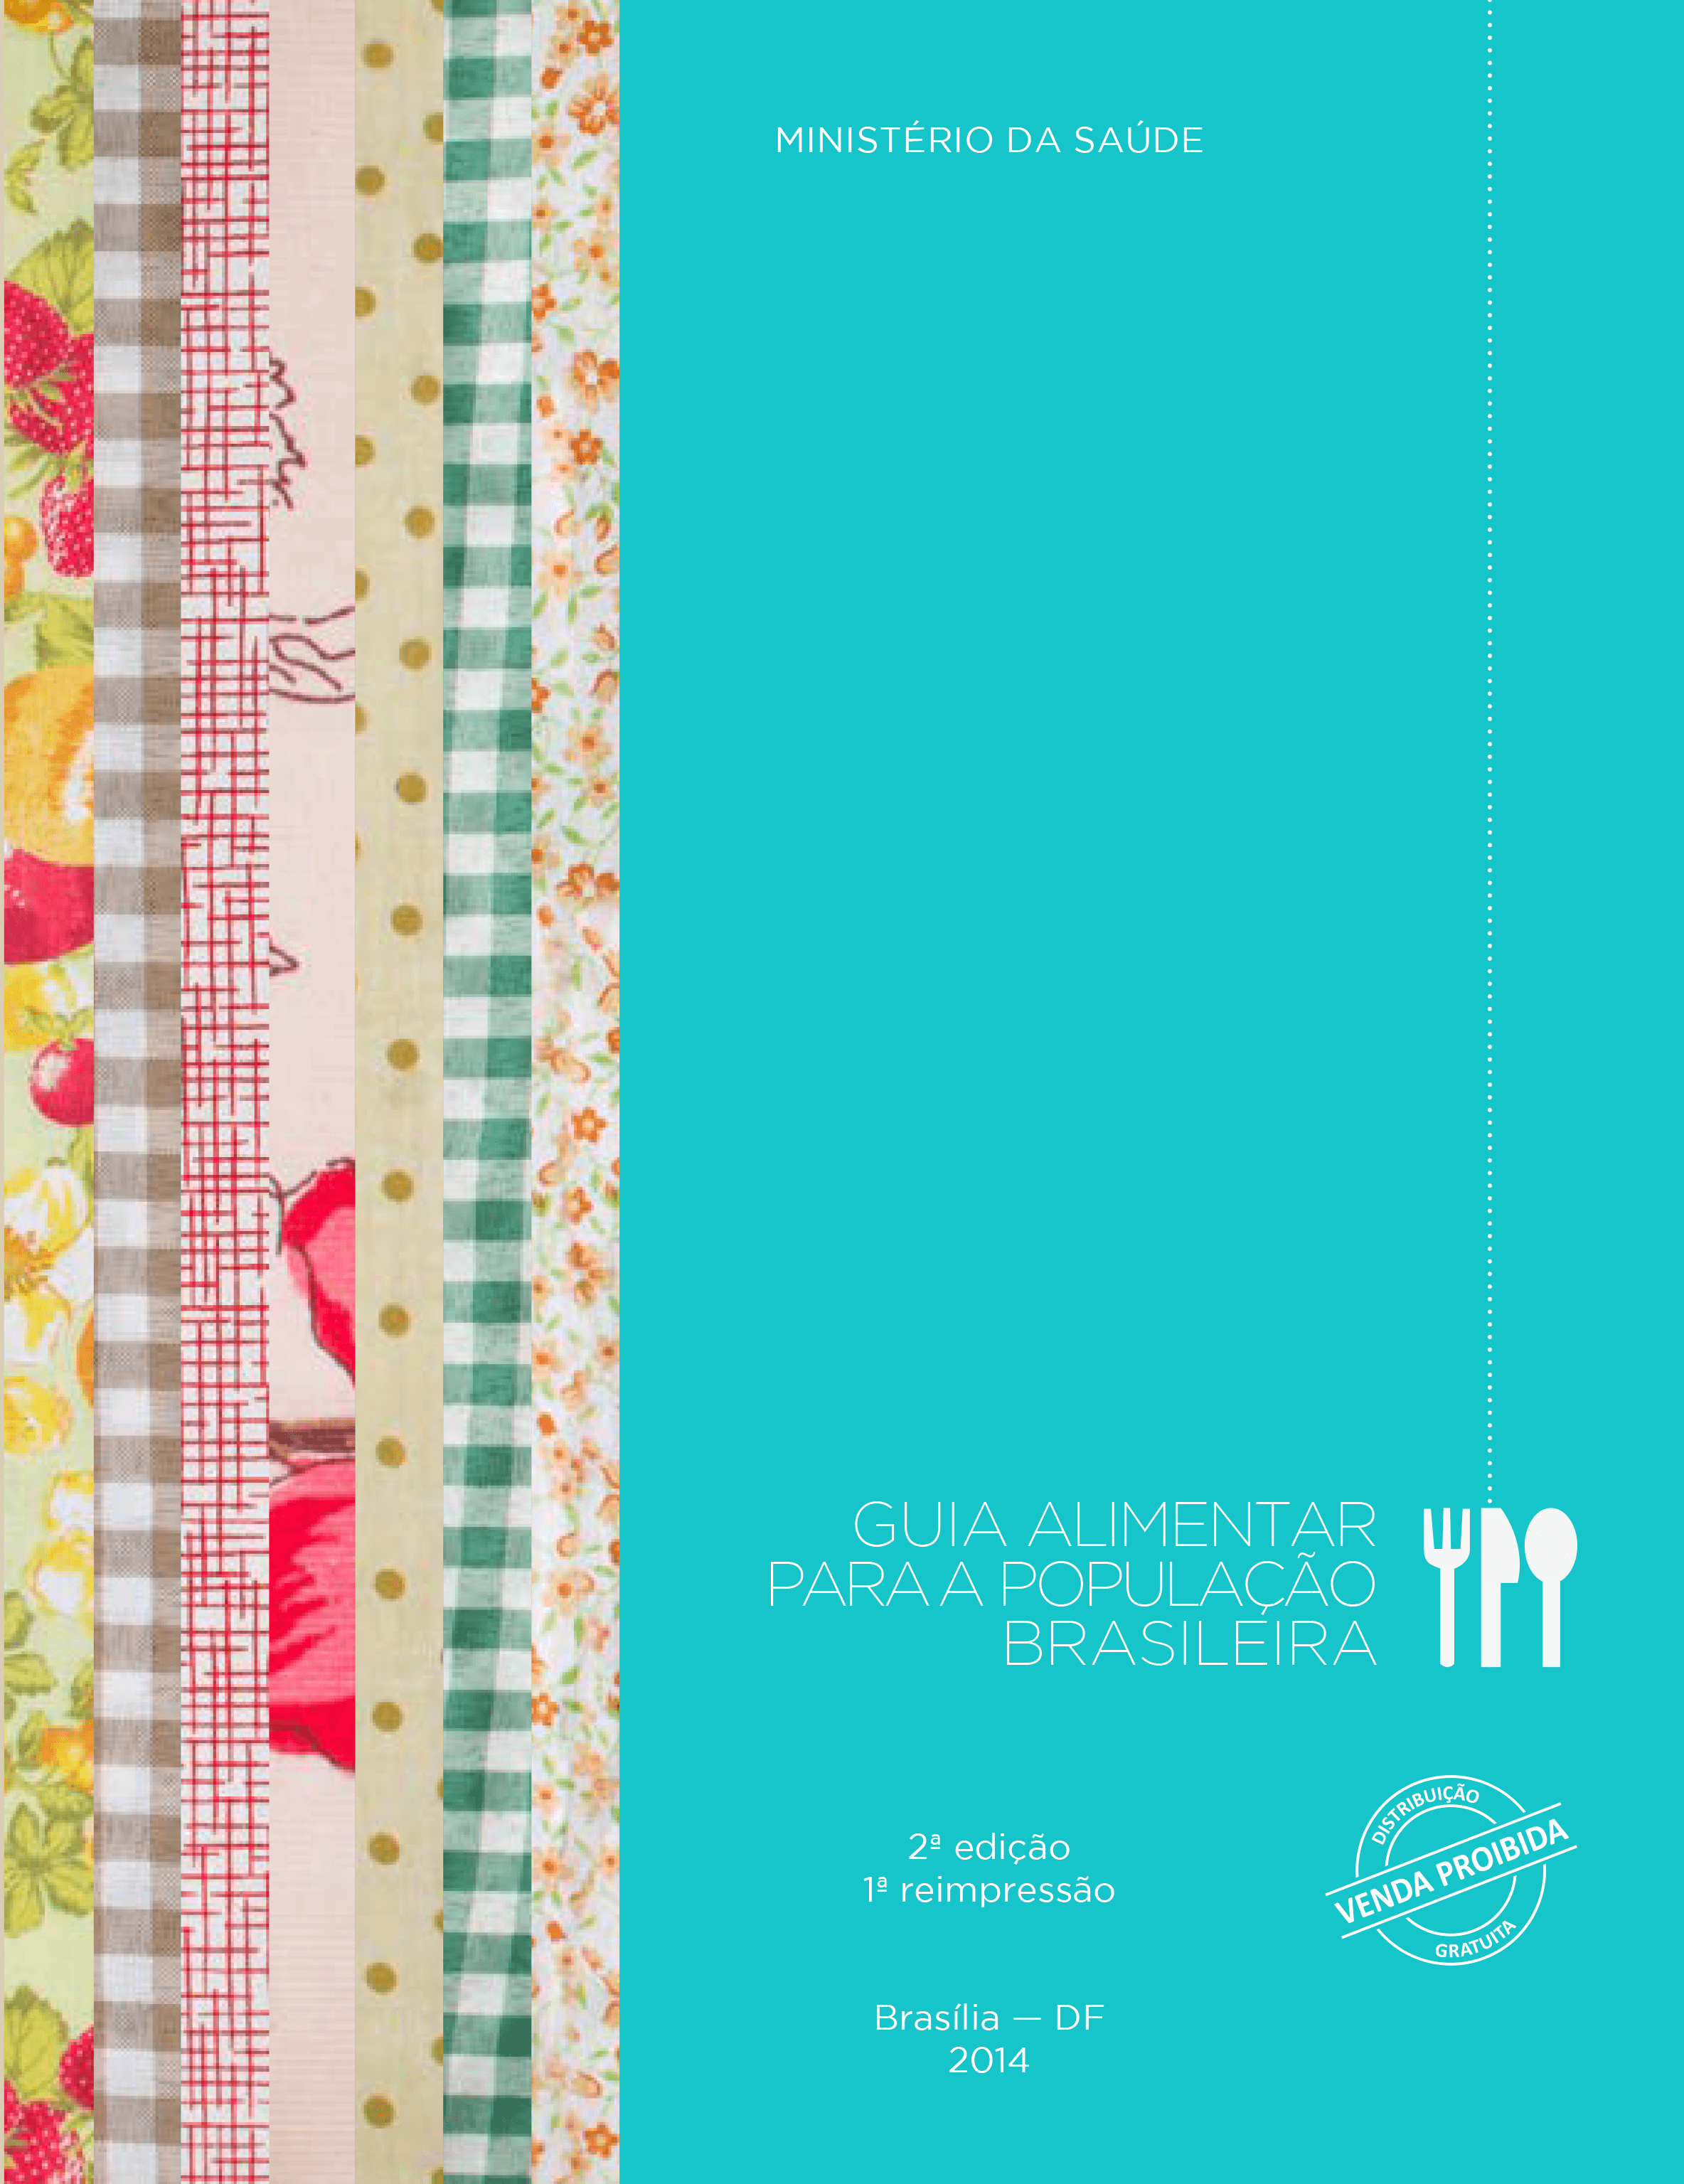 MINISTÉRIO DA SAÚDE
GUIA ALIMENTAR
PARA A POPULAÇÃO
BRASILEIRA
2ª edição
1ª reimpressão
DISTRIBUIÇÃO
VENDA PROIBIDA
GRATUITA
Brasília — DF
2014